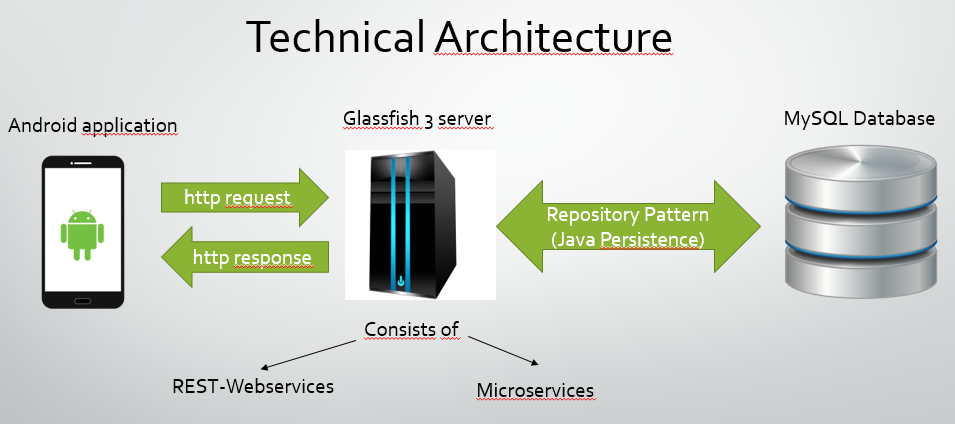 Technical Architecture
Android application
Glassfish 3 server
MySQL Database
http request
http response
Repository Pattern
(Java Persistence)
Consists of
REST-Webservices
Microservices